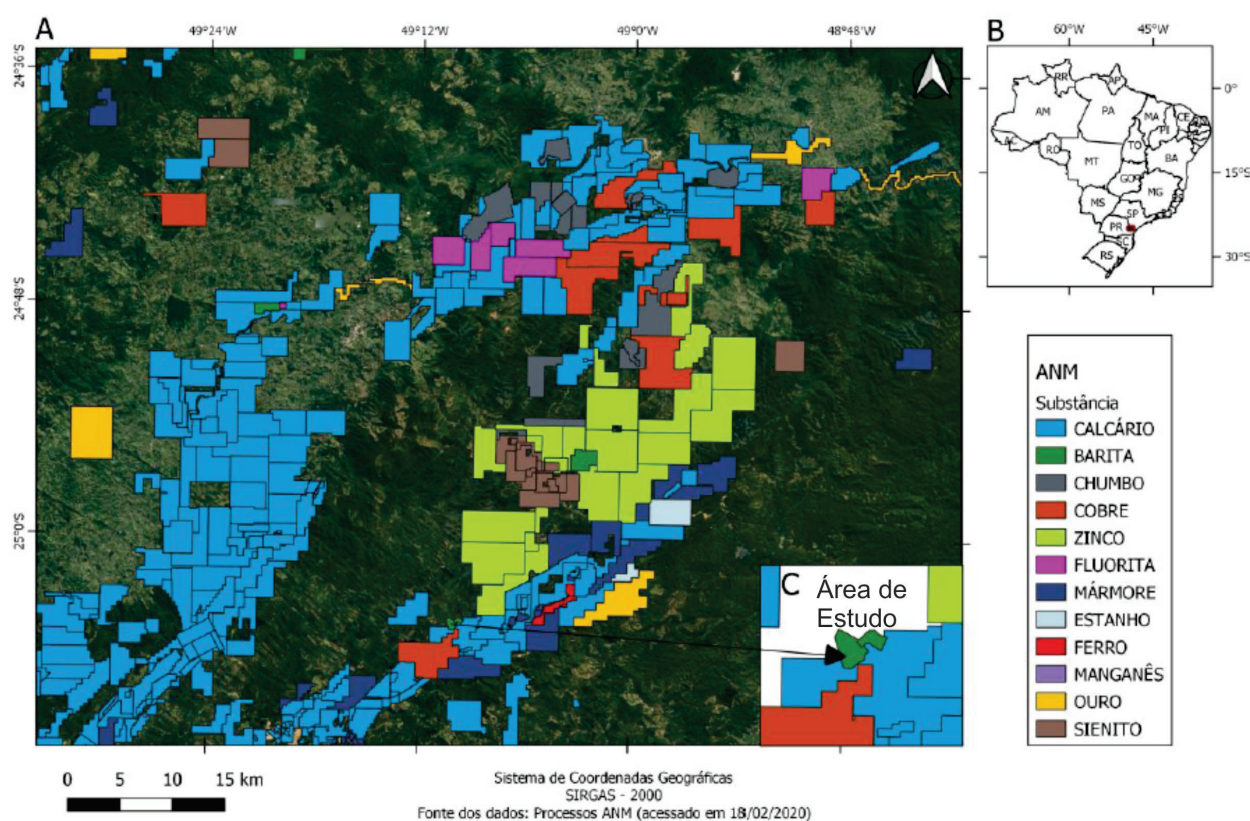 A
49°24'W
49°12'W
49°0'W
48°48'W
24°36'S
24°48'S
25°0'S
C
Área de
Estudo
0 5 10 15 km
Sistema de Coordenadas Geográficas
SIRGAS - 2000
Fonte dos dados: Processos ANM (acessado em 18/02/2020)
B
60°W
45°W
0°
15°S
30°S
RR
AP
AM
PA
MA
CE
PI
AC
RO
TO
MT
BA
GO
MG
MS
SP
PR
SC
RS
ANM
Substância
CALCÁRIO
BARITA
CHUMBO
COBRE
ZINCO
FLUORITA
MÁRMORE
ESTANHO
FERRO
MANGANÊS
OURO
SIENITO